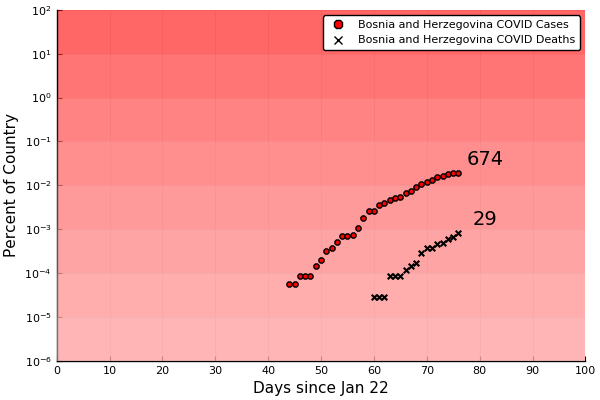 Bosnia and Herzegovina COVID Cases
Bosnia and Herzegovina COVID Deaths
10²
10¹
10⁰
10⁻¹
10⁻²
10⁻³
10⁻⁴
10⁻⁵
10⁻⁶
Percent of Country
674
29
0 10 20 30 40 50 60 70 80 90 100
Days since Jan 22